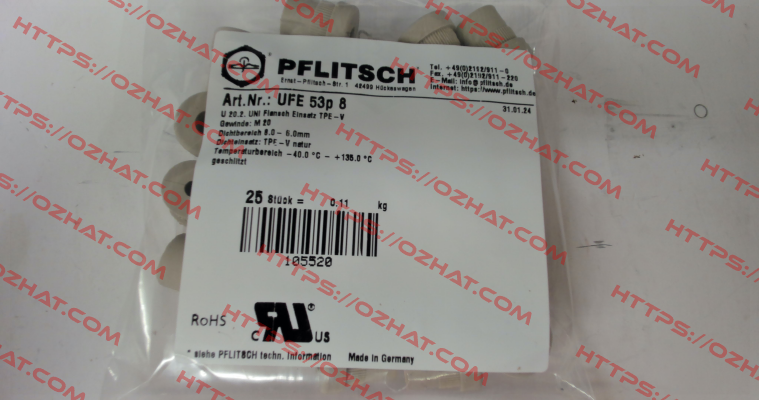 PFLITSCH
Ernst-Pflitsch-Str. 1 42499 Hückeswagen
Tel. +49(0)2192/911-0
Fax. +49(0)2192/911-220
E-Mail: info@pflitsch.de
Internet: https://www.pflitsch.de
Art.Nr.: UFE 53p 8
31.01.24
U 20.2. UNI Flansch Einsatz TPE-V
Gewinde: M 20
Dichtbereich 8.0- 5.0mm
Dichteinsatz: TPE-V natur
Temperaturbereich -40.0 °C - +135.0 °C
geschlitzt
25 Stück = 0.11 kg
105520
RoHS
C RU ® US
* siehe PFLITSCH techn. Information Made in Germany
HTTPS://OZHAT.COM